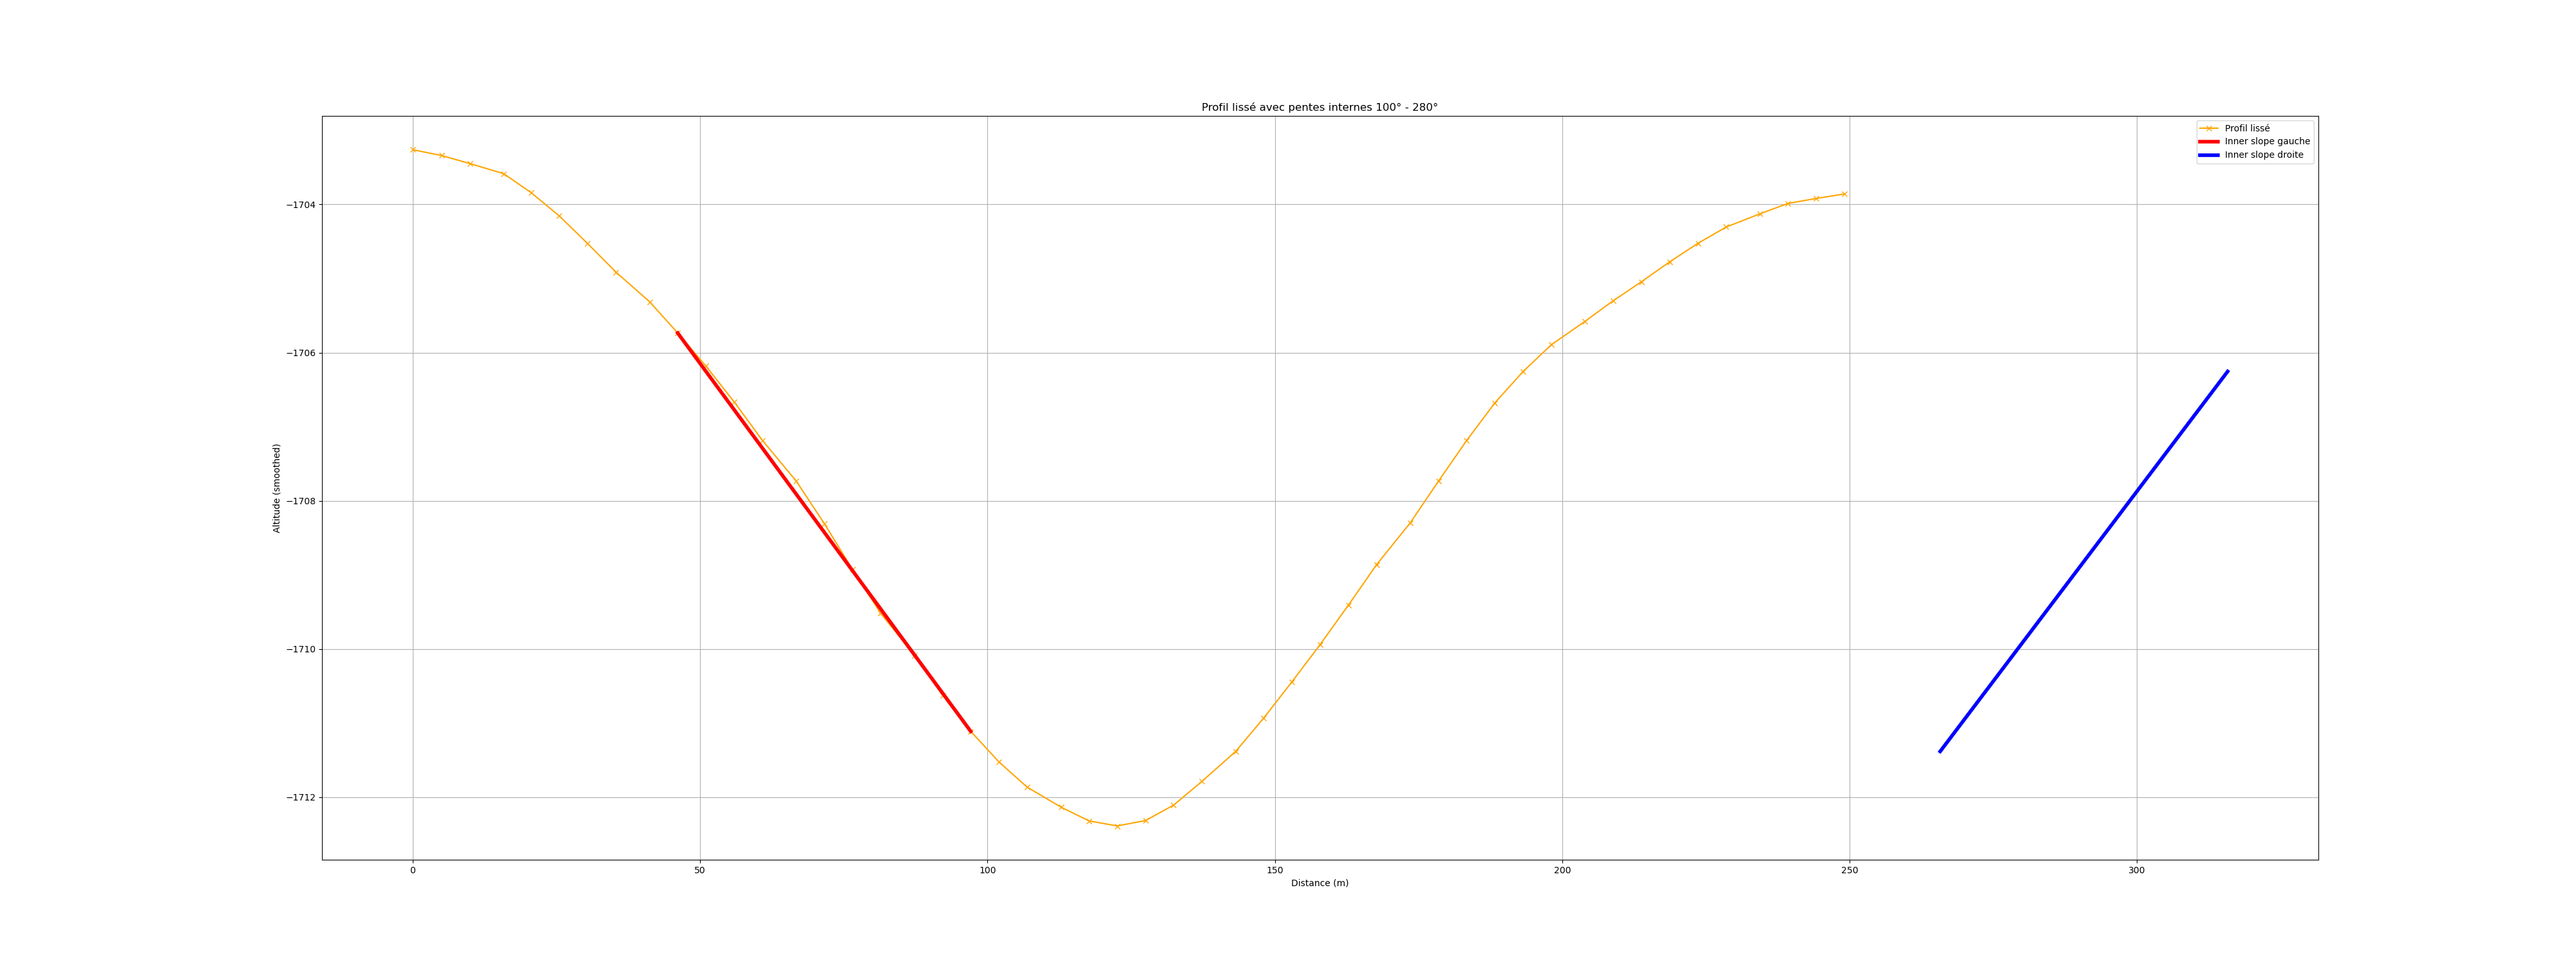 Profil lissé avec pentes internes 100° - 280°
Profil lissé
Inner slope gauche
Inner slope droite
Altitude (smoothed)
−1704
−1706
−1708
−1710
−1712
0 50 100 150 200 250 300
Distance (m)